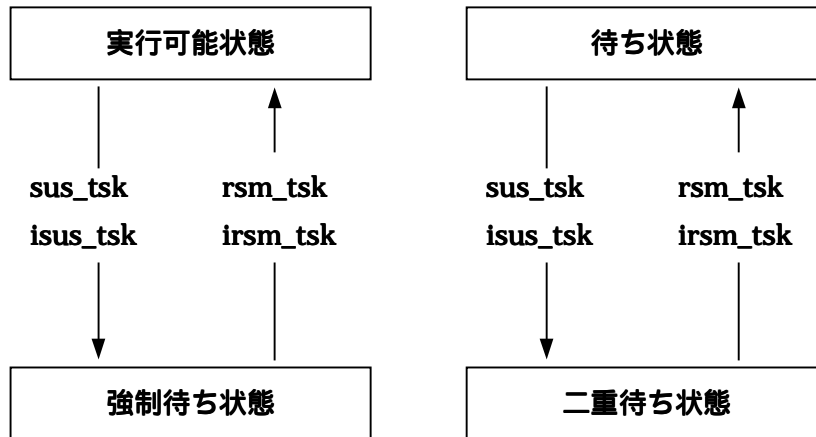 実行可能状態
待ち状態
sus_tsk
rsm_tsk
sus_tsk
rsm_tsk
isus_tsk
irsm_tsk
isus_tsk
irsm_tsk
強制待ち状態
二重待ち状態